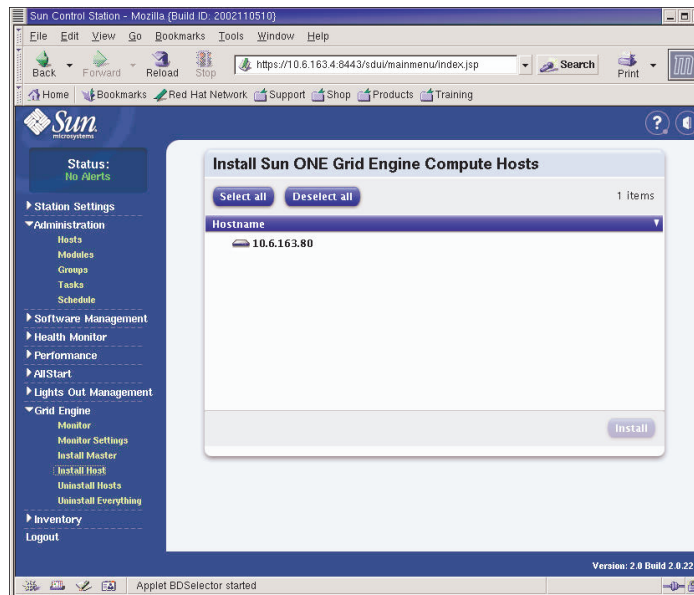 Sun Control Station - Mozilla {Build ID: 2002110510}
File Edit View Go Bookmarks Tools Window Help
Back Forward Reload Stop https://10.6.163.4:8443/sdui/mainmenu/index.jsp Search Print
Home Bookmarks Red Hat Network Support Shop Products Training
Sun
microsystems
?
Status:
No Alerts
Station Settings
Administration
Hosts
Modules
Groups
Tasks
Schedule
Software Management
Health Monitor
Performance
AllStart
Lights Out Management
Grid Engine
Monitor
Monitor Settings
Install Master
Install Host
Uninstall Hosts
Uninstall Everything
Inventory
Logout
Install Sun ONE Grid Engine Compute Hosts
Select all Deselect all 1 items
Hostname
10.6.163.80
Install
Version: 2.0 Build 2.0.22
Applet BDSelector started